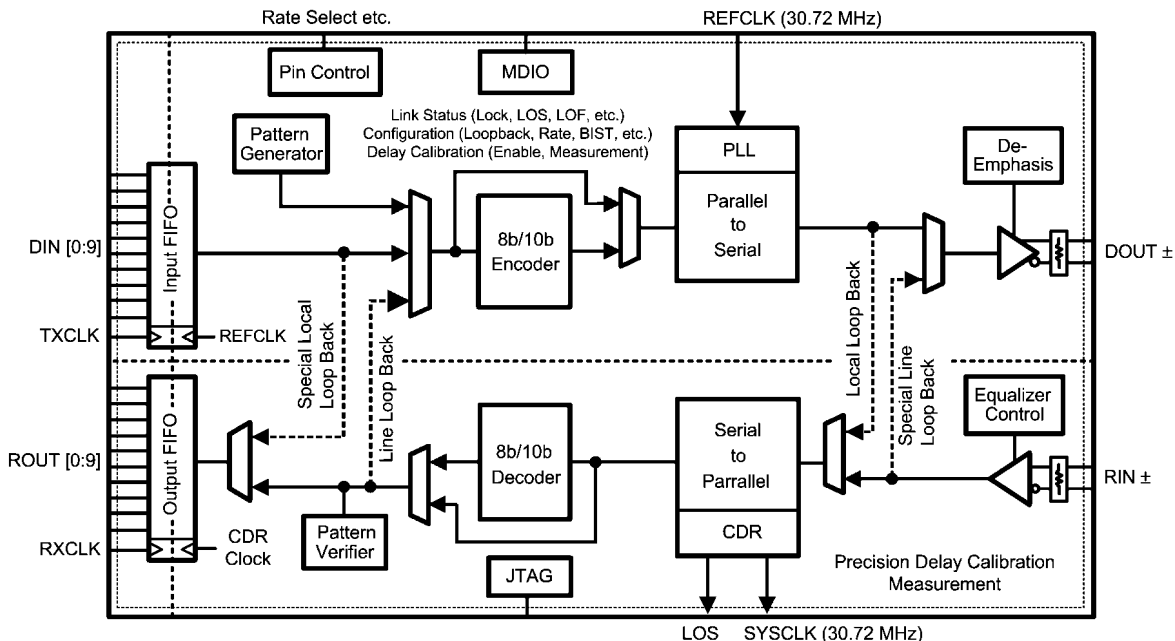 Rate Select etc.
REFCLK (30.72 MHz)
Pin Control
MDIO
Link Status (Lock, LOS, LOF, etc.)
Configuration (Loopback, Rate, BIST, etc.)
Delay Calibration (Enable, Measurement)
Pattern
Generator
PLL
Parallel
to
Serial
De-
Emphasis
DIN [0:9]
Input FIFO
8b/10b
Encoder
DOUT ±
TXCLK
REFCLK
Special Local
Loop Back
Line Loop Back
Local Loop Back
Special Line
Loop Back
Equalizer
Control
ROUT [0:9]
Output FIFO
8b/10b
Decoder
Serial
to
Parrallel
CDR
RIN ±
RXCLK
CDR
Clock
Pattern
Verifier
JTAG
Precision Delay Calibration
Measurement
LOS
SYSCLK (30.72 MHz)